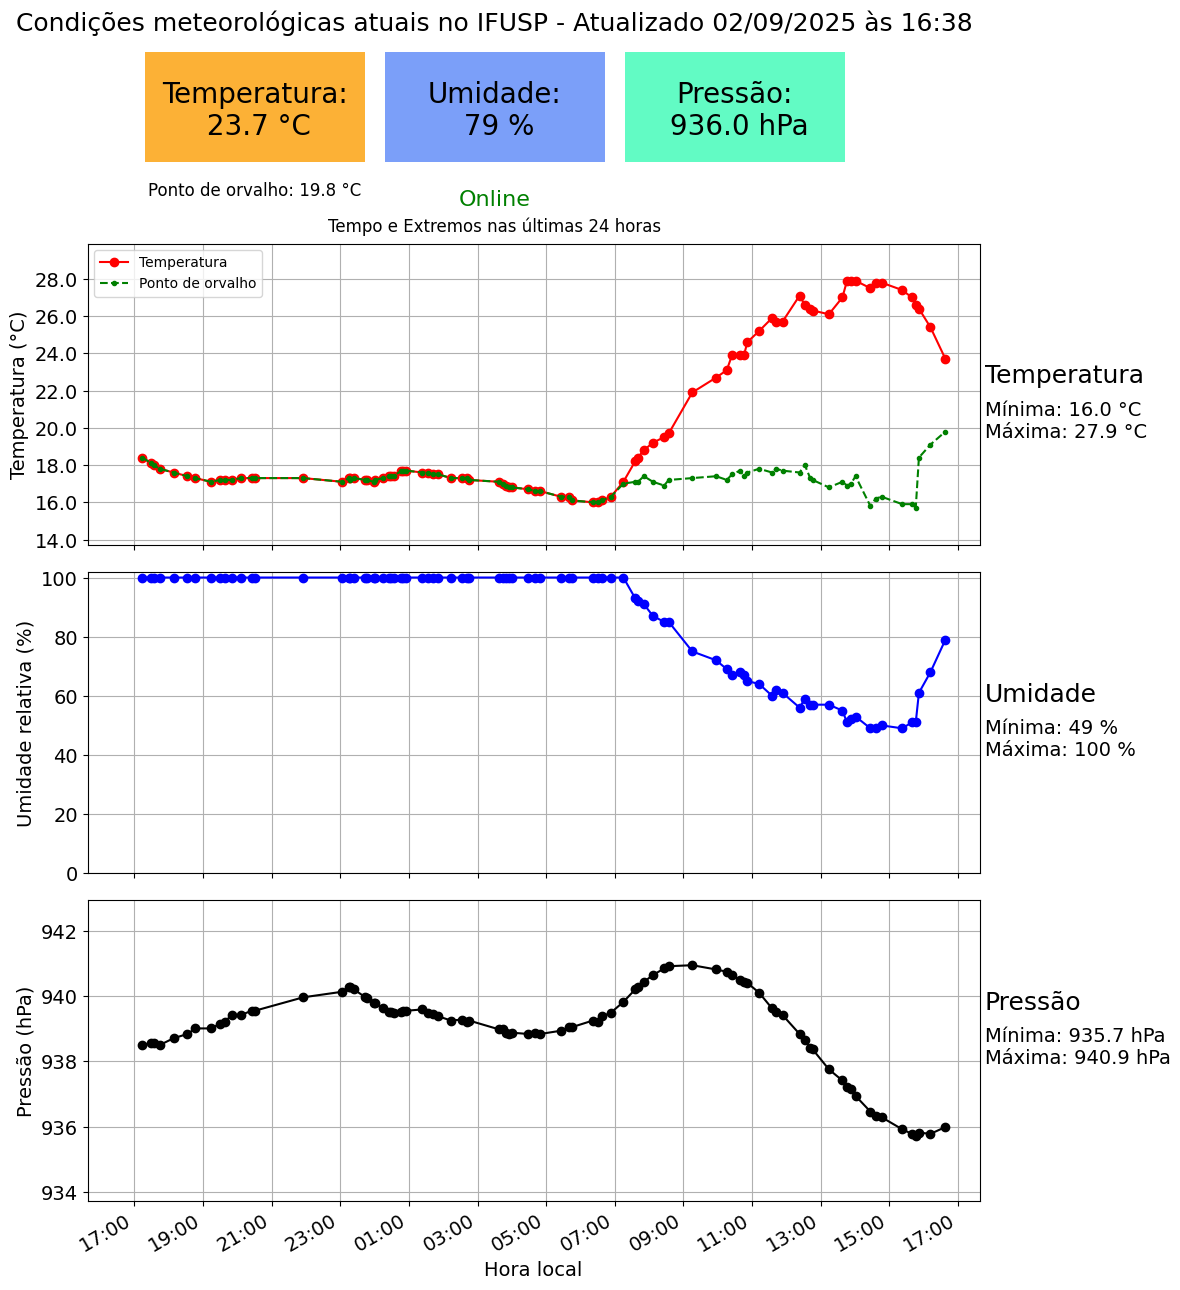 Condições meteorológicas atuais no IFUSP - Atualizado 02/09/2025 às 16:38
Temperatura:
23.7 °C
Umidade:
79 %
Pressão:
936.0 hPa
Ponto de orvalho: 19.8 °C
Online
Tempo e Extremos nas últimas 24 horas
Temperatura
Ponto de orvalho
Temperatura (°C)
28.0
26.0
24.0
22.0
20.0
18.0
16.0
14.0
Temperatura
Mínima: 16.0 °C
Máxima: 27.9 °C
Umidade relativa (%)
100
80
60
40
20
0
Umidade
Mínima: 49 %
Máxima: 100 %
Pressão (hPa)
942
940
938
936
934
Pressão
Mínima: 935.7 hPa
Máxima: 940.9 hPa
17:00 19:00 21:00 23:00 01:00 03:00 05:00 07:00 09:00 11:00 13:00 15:00 17:00
Hora local